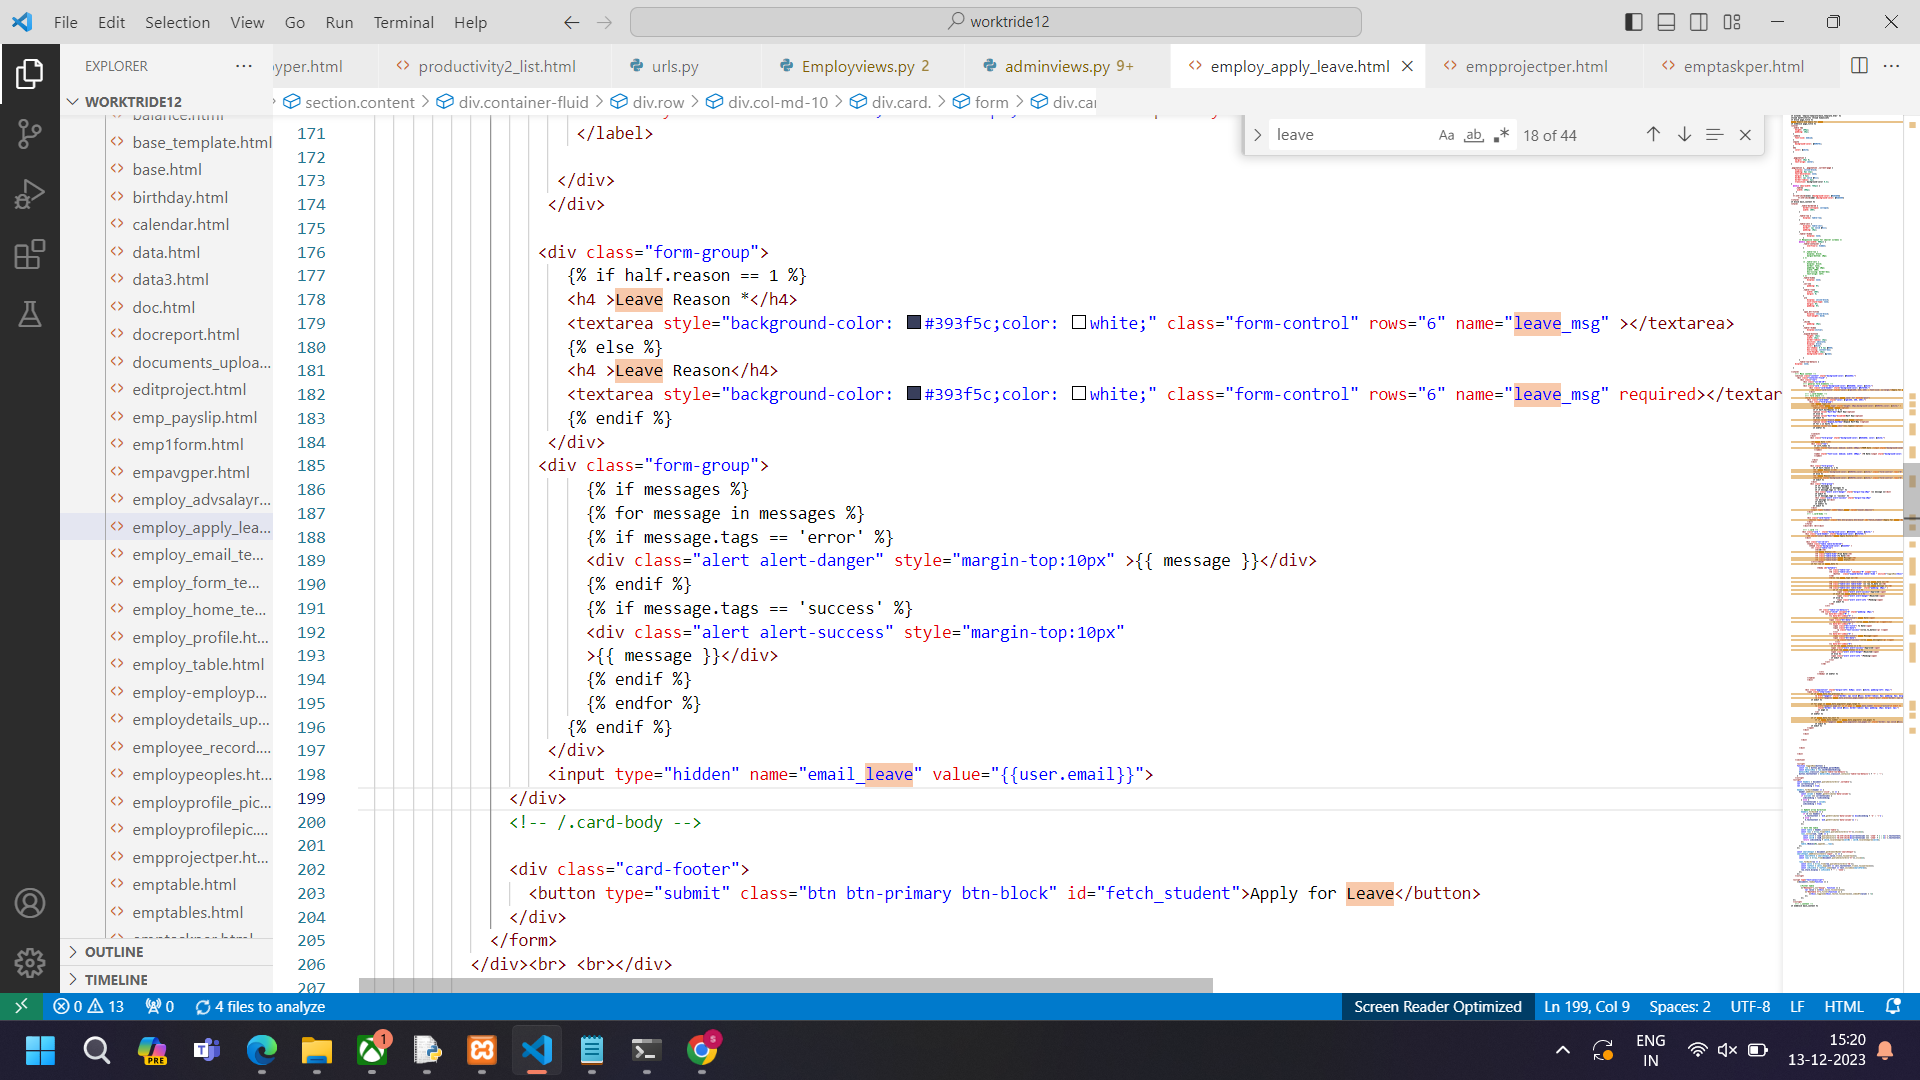 File Edit Selection View Go Run Terminal Help
worktride12
EXPLORER
yper.html
productivity2_list.html
urls.py
Employviews.py 2
adminviews.py 9+
employ_apply_leave.html
empprojectper.html
emptaskper.html
WORKTRIDE12
section.content > div.container-fluid > div.row > div.col-md-10 > div.card. > form > div.car
leave
Aa ab .* 18 of 44
balance.html
base_template.html
base.html
birthday.html
calendar.html
data.html
data3.html
doc.html
docreport.html
documents_uploa...
editproject.html
emp_payslip.html
emp1form.html
empavgper.html
employ_advsalayr...
employ_apply_lea...
employ_email_te...
employ_form_te...
employ_home_te...
employ_profile.ht...
employ_table.html
employ-employp...
employdetails_up...
employee_record....
employpeoples.ht...
employprofile_pic...
employprofilepic....
empprojectper.ht...
emptable.html
emptables.html
OUTLINE
TIMELINE
171 </label>
172
173 </div>
174 </div>
175
176 <div class="form-group">
177 {% if half.reason == 1 %}
178 <h4 >Leave Reason *</h4>
179 <textarea style="background-color: #393f5c;color: white;" class="form-control" rows="6" name="leave_msg" ></textarea>
180 {% else %}
181 <h4 >Leave Reason</h4>
182 <textarea style="background-color: #393f5c;color: white;" class="form-control" rows="6" name="leave_msg" required></textar
183 {% endif %}
184 </div>
185 <div class="form-group">
186 {% if messages %}
187 {% for message in messages %}
188 {% if message.tags == 'error' %}
189 <div class="alert alert-danger" style="margin-top:10px" >{{ message }}</div>
190 {% endif %}
191 {% if message.tags == 'success' %}
192 <div class="alert alert-success" style="margin-top:10px"
193 >{{ message }}</div>
194 {% endif %}
195 {% endfor %}
196 {% endif %}
197 </div>
198 <input type="hidden" name="email_leave" value="{{user.email}}">
199 </div>
200 <!-- /.card-body -->
201
202 <div class="card-footer">
203 <button type="submit" class="btn btn-primary btn-block" id="fetch_student">Apply for Leave</button>
204 </div>
205 </form>
206 </div><br> <br></div>
207
0 13 0 4 files to analyze
Screen Reader Optimized Ln 199, Col 9 Spaces: 2 UTF-8 LF HTML
PRE
1
S
ENG
IN
15:20
13-12-2023